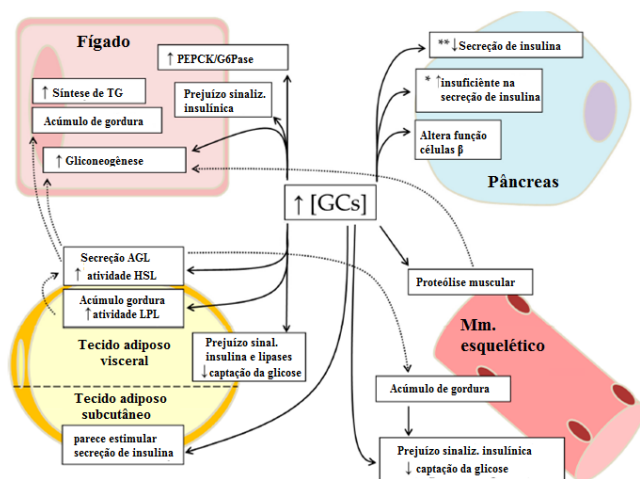 Fígado
↑ PEPCK/G6Pase
↑ Síntese de TG
Prejuízo sinaliz.
insulínica
Acúmulo de gordura
↑ Gliconeogênese
** ↓ Secreção de insulina
* ↑ insuficiênte na
secreção de insulina
Altera função
células β
Pâncreas
↑ [GCs]
Secreção AGL
↑ atividade HSL
Acúmulo gordura
↑ atividade LPL
Tecido adiposo
visceral
Prejuízo sinal.
insulina e lipases
↓ captação da glicose
Tecido adiposo
subcutâneo
parece estimular
secreção de insulina
Proteólise muscular
Mm.
esquelético
Acúmulo de gordura
Prejuízo sinaliz. insulínica
↓ captação da glicose